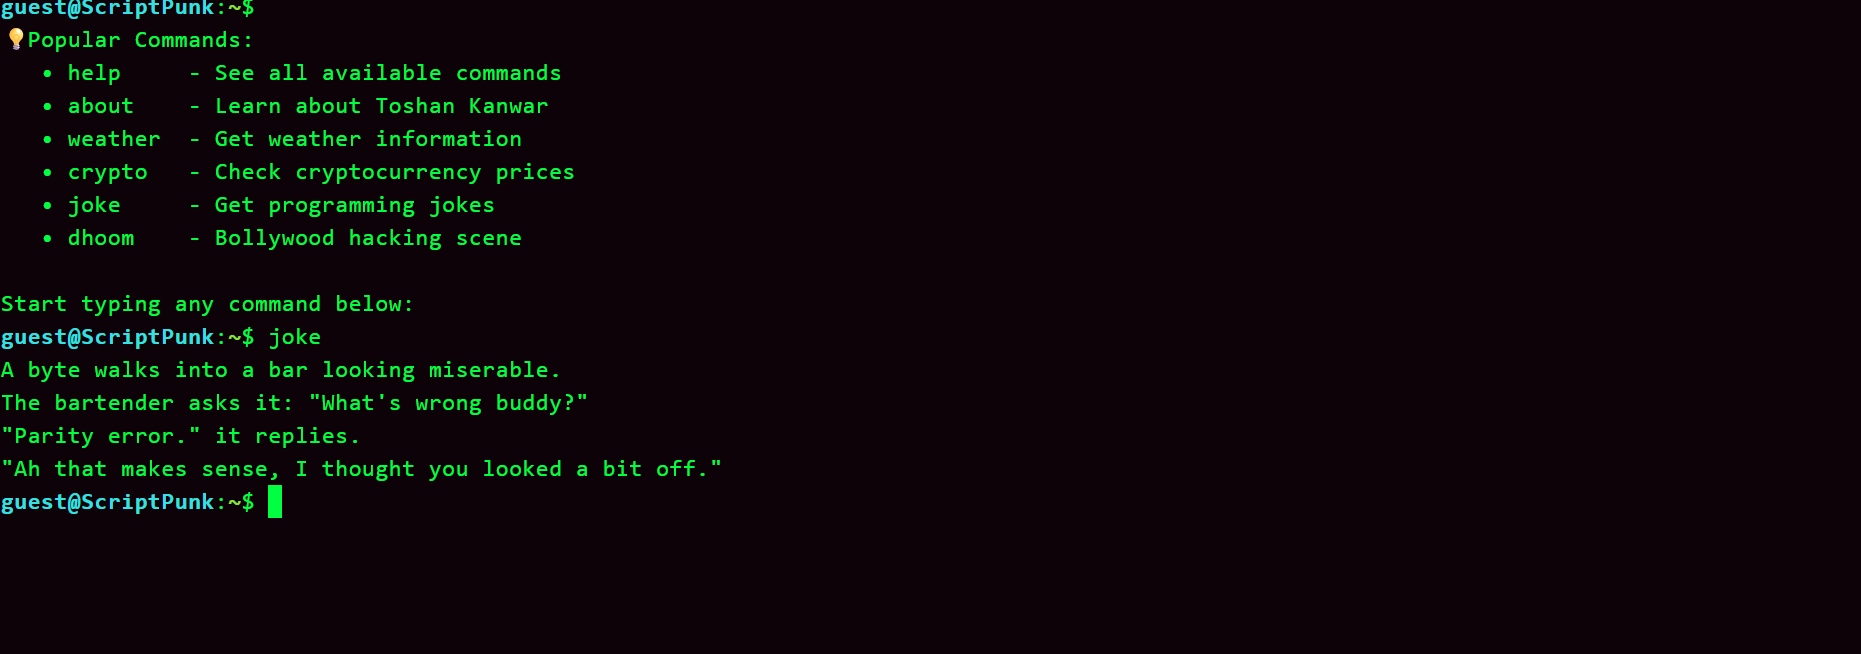 guest@ScriptPunk:~$
💡Popular Commands:
• help - See all available commands
• about - Learn about Toshan Kanwar
• weather - Get weather information
• crypto - Check cryptocurrency prices
• joke - Get programming jokes
• dhoom - Bollywood hacking scene
Start typing any command below:
guest@ScriptPunk:~$ joke
A byte walks into a bar looking miserable.
The bartender asks it: "What's wrong buddy?"
"Parity error." it replies.
"Ah that makes sense, I thought you looked a bit off."
guest@ScriptPunk:~$